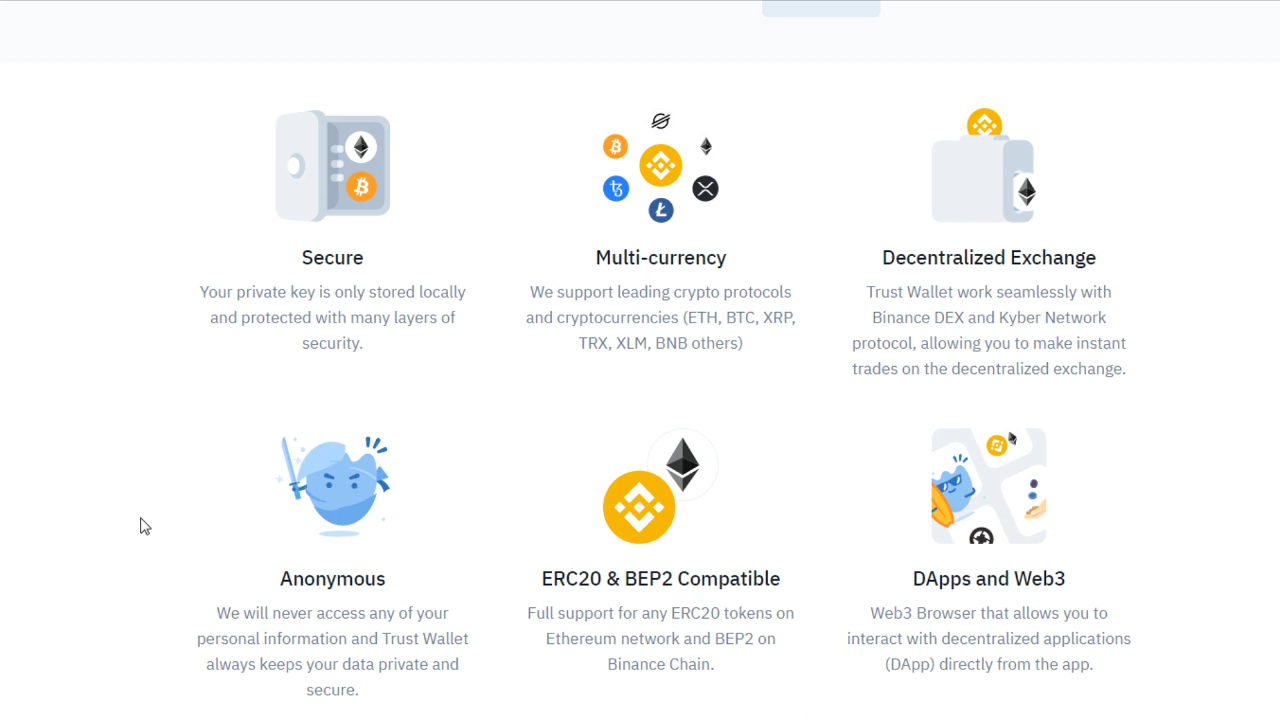 Secure
Your private key is only stored locally
and protected with many layers of
security.
Multi-currency
We support leading crypto protocols
and cryptocurrencies (ETH, BTC, XRP,
TRX, XLM, BNB others)
Decentralized Exchange
Trust Wallet work seamlessly with
Binance DEX and Kyber Network
protocol, allowing you to make instant
trades on the decentralized exchange.
Anonymous
We will never access any of your
personal information and Trust Wallet
always keeps your data private and
secure.
ERC20 & BEP2 Compatible
Full support for any ERC20 tokens on
Ethereum network and BEP2 on
Binance Chain.
DApps and Web3
Web3 Browser that allows you to
interact with decentralized applications
(DApp) directly from the app.